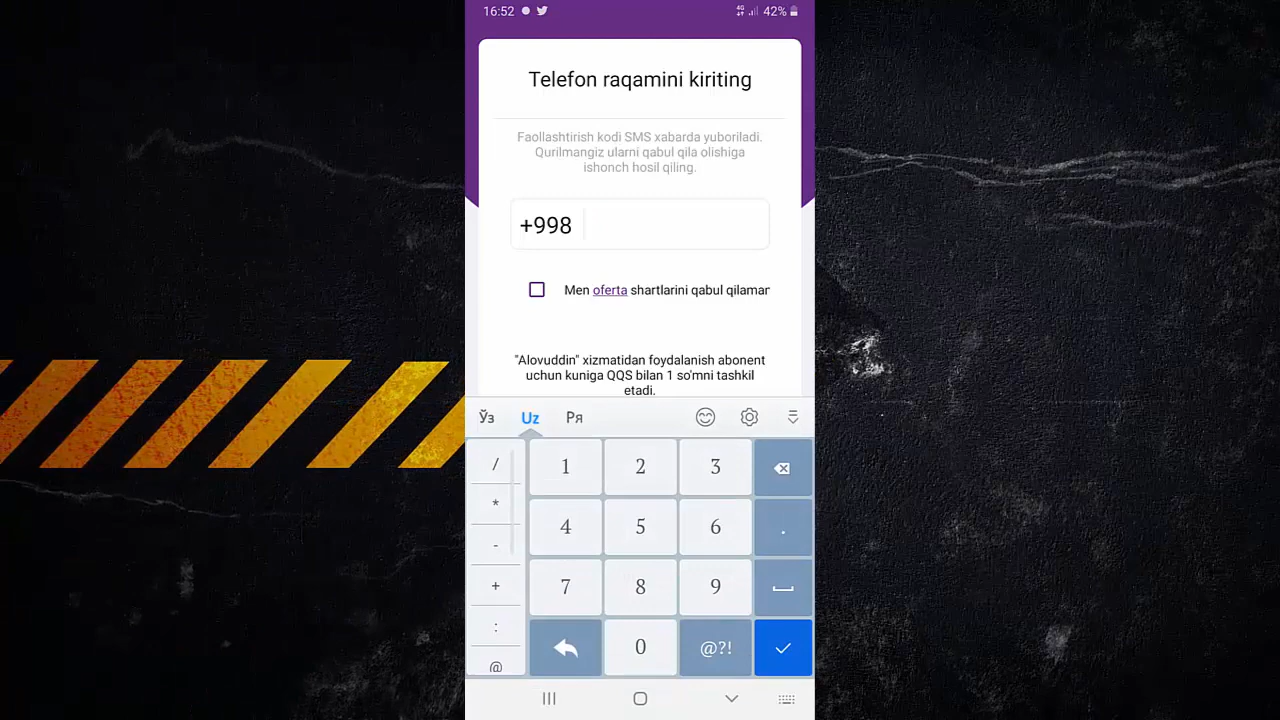 16:52 4G 42%
Telefon raqamini kiriting
Faollashtirish kodi SMS xabarda yuboriladi.
Qurilmangiz ularni qabul qila olishiga
ishonch hosil qiling.
+998
Men oferta shartlarini qabul qilaman
"Alovuddin" xizmatidan foydalanish abonent
uchun kuniga QQS bilan 1 so'mni tashkil
etadi.
Ўз Uz Ря
/ 1 2 3
* 4 5 6 .
-
+ 7 8 9
:
@ 0 @?!